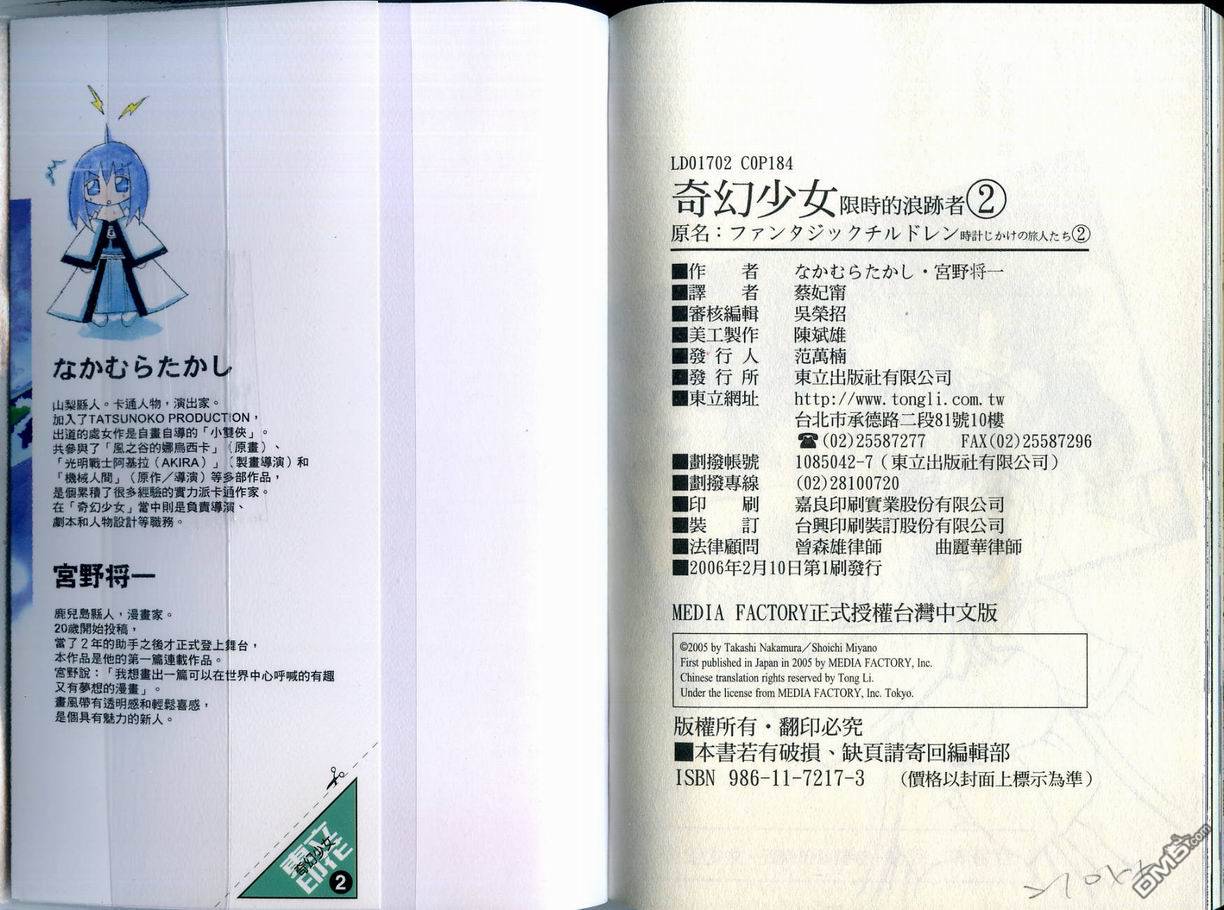 なかむらたかし
山梨縣人。卡通人物，演出家。
加入了TATSUNOKO PRODUCTION，
出道的處女作是自畫自導的「小雙俠」。
共參與了「風之谷的娜烏西卡」（原畫）、
「光明戰士阿基拉（AKIRA）」（製畫導演）和
「機械人間」（原作／導演）等多部作品，
是個累積了很多經驗的實力派卡通作家。
在「奇幻少女」當中則是負責導演、
劇本和人物設計等職務。
宮野将一
鹿兒島縣人，漫畫家。
20歲開始投稿，
當了２年的助手之後才正式登上舞台，
本作品是他的第一篇連載作品。
宮野說：「我想畫出一篇可以在世界中心呼喊的有趣
又有夢想的漫畫」。
畫風帶有透明感和輕鬆喜感，
是個具有魅力的新人。
東立
印花
奇幻少女
2
LD01702 COP184
奇幻少女 限時的浪跡者②
原名：ファンタジックチルドレン 時計じかけの旅人たち②
■作　者　なかむらたかし・宮野将一
■譯　者　蔡妃甯
■審核編輯　吳榮招
■美工製作　陳斌雄
■發 行 人　范萬楠
■發 行 所　東立出版社有限公司
■東立網址　http://www.tongli.com.tw
台北市承德路二段81號10樓
☎(02)25587277　FAX(02)25587296
■劃撥帳號　1085042-7（東立出版社有限公司）
■劃撥專線　(02)28100720
■印　刷　嘉良印刷實業股份有限公司
■裝　訂　台興印刷裝訂股份有限公司
■法律顧問　曾森雄律師　曲麗華律師
■2006年2月10日第1刷發行
MEDIA FACTORY正式授權台灣中文版
©2005 by Takashi Nakamura／Shoichi Miyano
First published in Japan in 2005 by MEDIA FACTORY, Inc.
Chinese translation rights reserved by Tong Li.
Under the license from MEDIA FACTORY, Inc. Tokyo.
版權所有・翻印必究
■本書若有破損、缺頁請寄回編輯部
ISBN 986-11-7217-3　（價格以封面上標示為準）
DM5.com